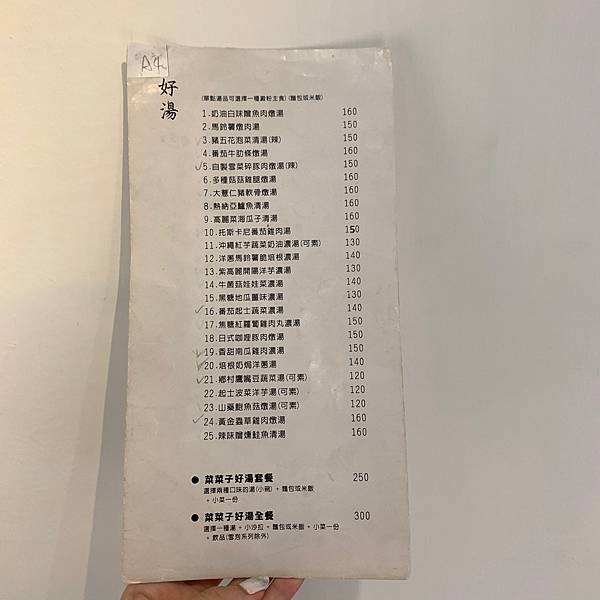 A4
好湯
(單點湯品可選擇一種澱粉主食)(麵包或米飯)
1.奶油白味噌魚肉燉湯 160
2.馬鈴薯燉肉湯 150
3.豬五花泡菜清湯(辣) 150
4.番茄牛肋條燉湯 160
5.自製雪菜碎豚肉燉湯(辣) 150
6.多種菇菇雞腿燉湯 150
7.大薏仁豬軟骨燉湯 150
8.熱納亞鱸魚清湯 160
9.高麗菜海瓜子清湯 150
10.托斯卡尼番茄雞肉湯 150
11.沖繩紅芋蔬菜奶油濃湯(可素) 130
12.洋蔥馬鈴薯脆培根濃湯 140
13.紫高麗開陽洋芋濃湯 130
14.牛菌菇娃娃菜濃湯 140
15.黑糖地瓜薑味濃湯 130
16.番茄起士蔬菜濃湯 140
17.焦糖紅蘿蔔雞肉丸濃湯 150
18.日式咖哩豚肉燉湯 150
19.香甜南瓜雞肉濃湯 150
20.培根奶焗洋蔥湯 140
21.鄉村鷹嘴豆蔬菜湯(可素) 120
22.起士波菜洋芋湯(可素) 120
23.山藥鮑魚菇燉湯(可素) 120
24.黃金蟲草雞肉燉湯 160
25.辣味噌燻鮭魚清湯 160
● 菜菜子好湯套餐 250
選擇兩種口味的湯(小碗) + 麵包或米飯
+ 小菜一份
● 菜菜子好湯全餐 300
選擇一種湯 + 小沙拉 + 麵包或米飯 + 小菜一份
+ 飲品(雪泡系列除外)